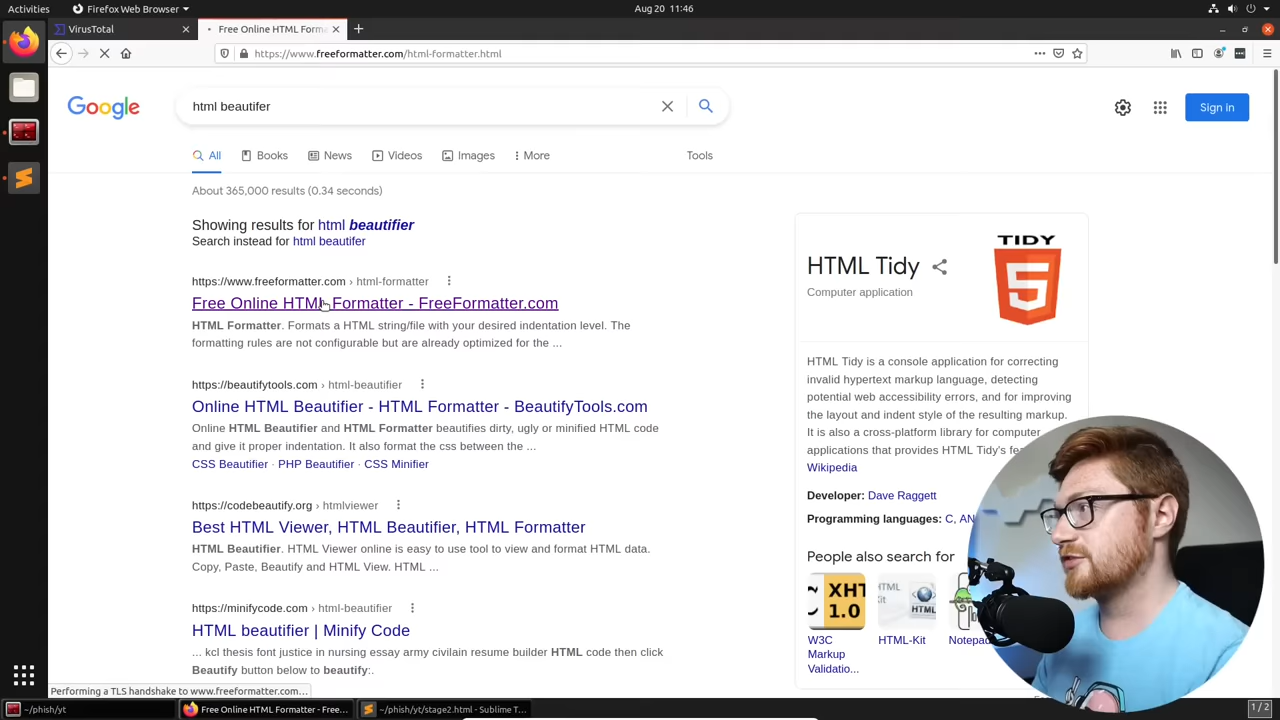 Activities Firefox Web Browser Aug 20 11:46
VirusTotal Free Online HTML Form
https://www.freeformatter.com/html-formatter.html
Google html beautifer Sign in
All Books News Videos Images More Tools
About 365,000 results (0.34 seconds)
Showing results for html beautifier
Search instead for html beautifer
https://www.freeformatter.com › html-formatter
Free Online HTML Formatter - FreeFormatter.com
HTML Formatter. Formats a HTML string/file with your desired indentation level. The
formatting rules are not configurable but are already optimized for the ...
https://beautifytools.com › html-beautifier
Online HTML Beautifier - HTML Formatter - BeautifyTools.com
Online HTML Beautifier and HTML Formatter beautifies dirty, ugly or minified HTML code
and give it proper indentation. It also format the css between the ...
CSS Beautifier · PHP Beautifier · CSS Minifier
https://codebeautify.org › htmlviewer
Best HTML Viewer, HTML Beautifier, HTML Formatter
HTML Beautifier. HTML Viewer online is easy to use tool to view and format HTML data.
Copy, Paste, Beautify and HTML View. HTML ...
https://minifycode.com › html-beautifier
HTML beautifier | Minify Code
... kcl thesis font justice in nursing essay army civilain resume builder HTML code then click
Beautify button below to beautify:.
TIDY
5
HTML Tidy
Computer application
HTML Tidy is a console application for correcting
invalid hypertext markup language, detecting
potential web accessibility errors, and for improving
the layout and indent style of the resulting markup.
It is also a cross-platform library for computer
applications that provides HTML Tidy's
Wikipedia
Developer: Dave Raggett
Programming languages: C, AN
People also search for
XHT
1.0
HTML
Kit
HTML
W3C
Markup
Validatio...
HTML-Kit
Notepa
Performing a TLS handshake to www.freeformatter.com...
~/phish/yt Free Online HTML Formatter - Free... ~/phish/yt/stage2.html - Sublime T... 1 / 2